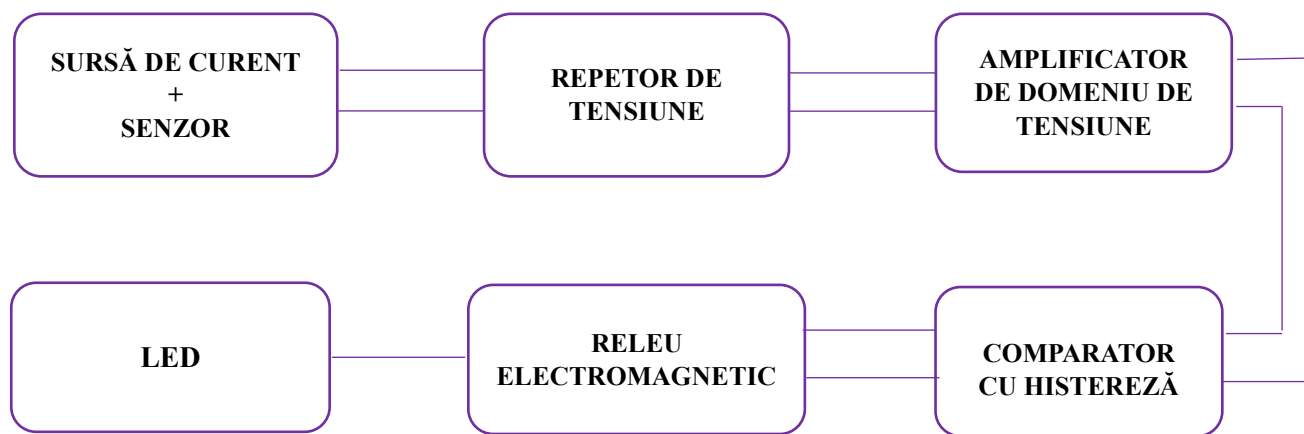 SURSĂ DE CURENT
+
SENZOR
REPETOR DE
TENSIUNE
AMPLIFICATOR
DE DOMENIU DE
TENSIUNE
LED
RELEU
ELECTROMAGNETIC
COMPARATOR
CU HISTEREZĂ